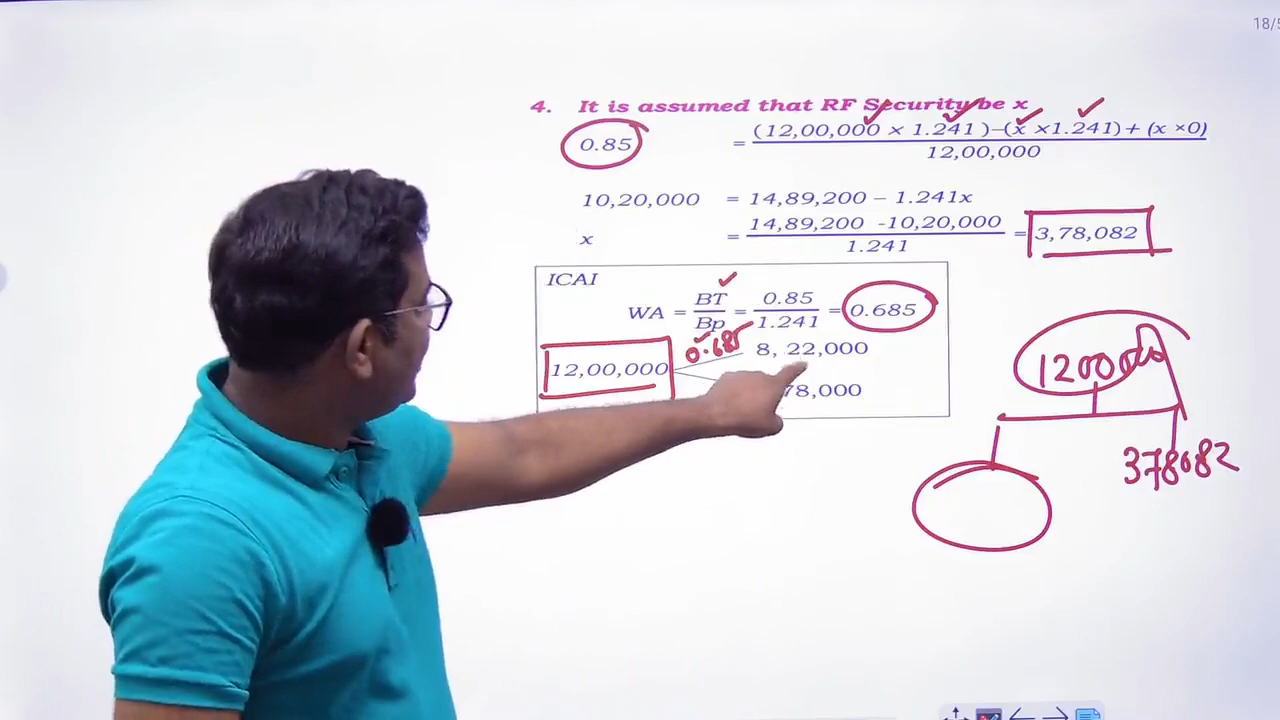 18/5
4. It is assumed that RF Security be x
0.85 = (12,00,000 × 1.241 )–(x ×1.241) + (x ×0)
12,00,000
10,20,000 = 14,89,200 – 1.241x
x = 14,89,200 -10,20,000 = 3,78,082
1.241
ICAI
WA = BT = 0.85 = 0.685
Bp 1.241
0.685 8, 22,000
12,00,000
78,000
1200000
378082